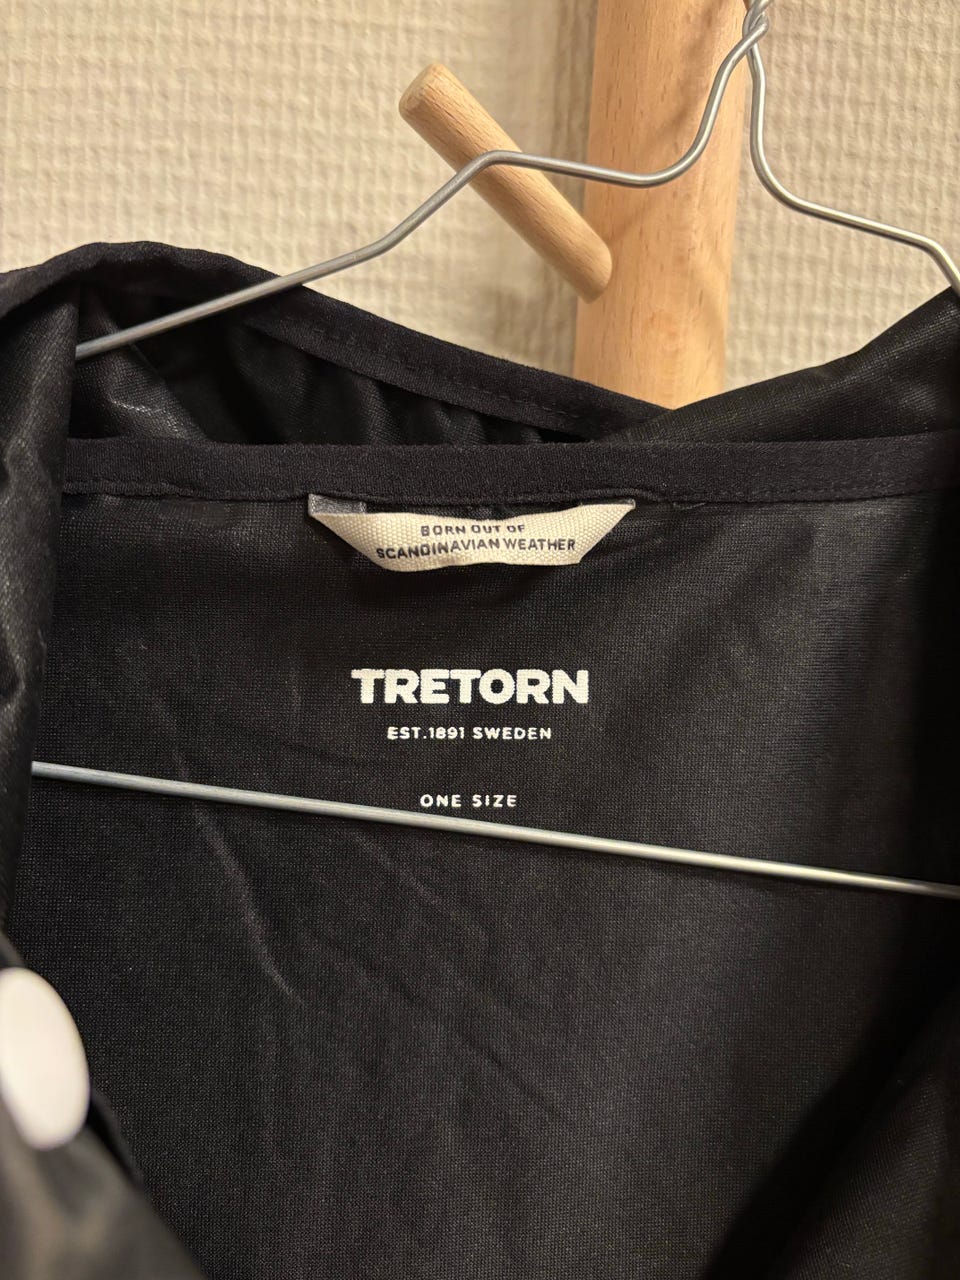 BORN OUT OF
SCANDINAVIAN WEATHER
TRETORN
EST.1891 SWEDEN
ONE SIZE